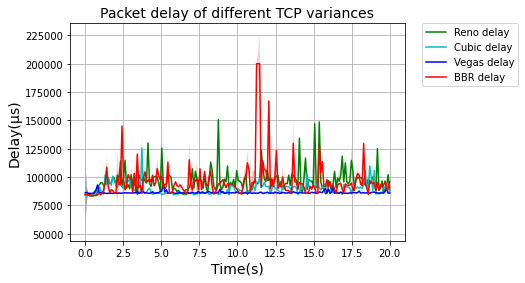 Packet delay of different TCP variances
Delay(µs)
225000
200000
175000
150000
125000
100000
75000
50000
0.0 2.5 5.0 7.5 10.0 12.5 15.0 17.5 20.0
Time(s)
Reno delay
Cubic delay
Vegas delay
BBR delay